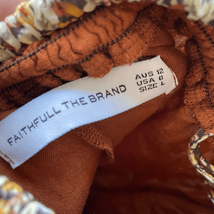 FAITHFULL THE BRAND
AUS 12
USA 8
SIZE L